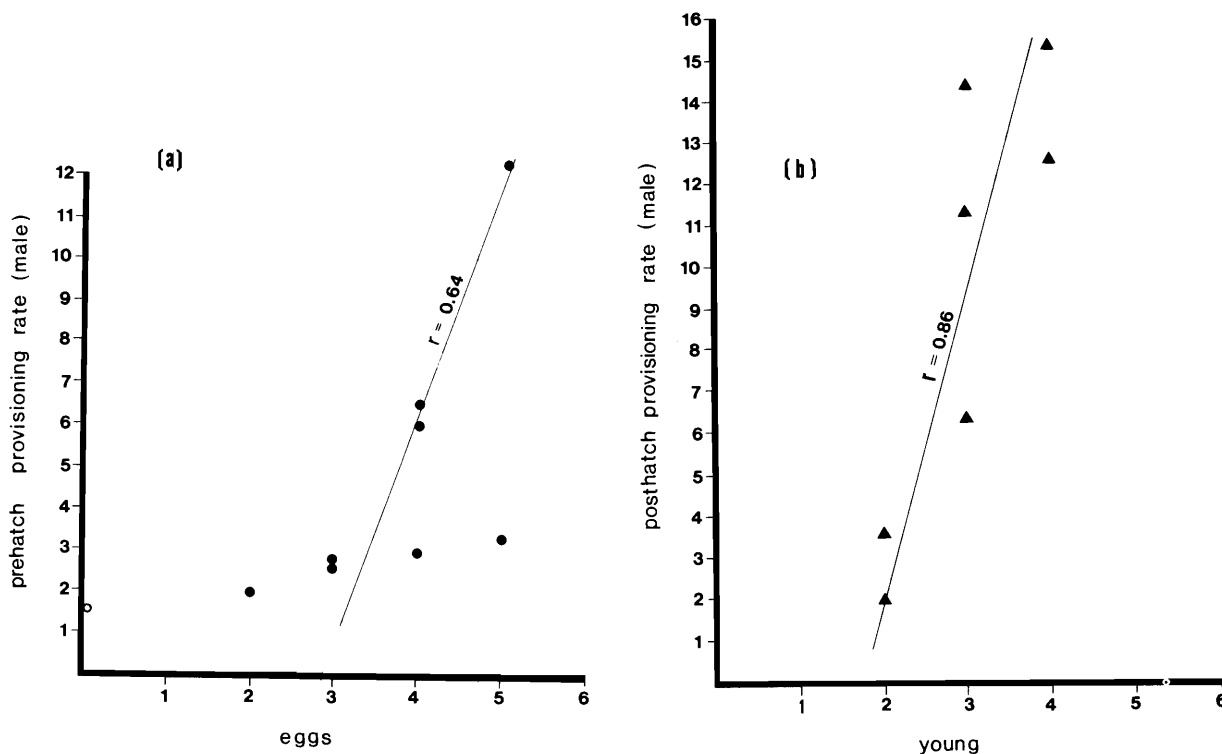 (a)
prehatch provisioning rate (male)
12
11
10
9
8
7
6
5
4
3
2
1
r = 0.64
1 2 3 4 5 6
eggs
(b)
posthatch provisioning rate (male)
16
15
14
13
12
11
10
9
8
7
6
5
4
3
2
1
r = 0.86
1 2 3 4 5 6
young